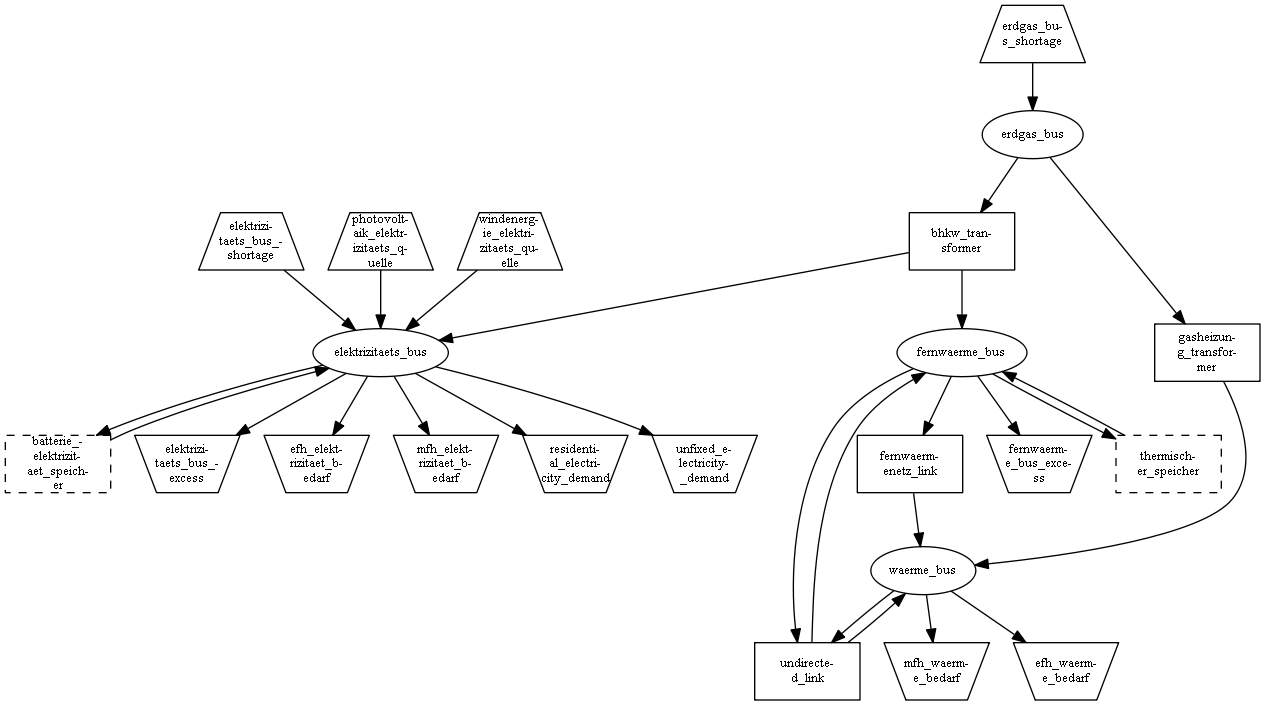 erdgas_bu-
s_shortage
erdgas_bus
elektrizi-
taets_bus_-
shortage
photovolt-
aik_elektr-
izitaets_q-
uelle
windenerg-
ie_elektri-
zitaets_qu-
elle
bhkw_tran-
sformer
elektrizitaets_bus
fernwaerme_bus
gasheizun-
g_transfor-
mer
batterie_-
elektrizit-
aet_speich-
er
elektrizi-
taets_bus_-
excess
efh_elekt-
rizitaet_b-
edarf
mfh_elekt-
rizitaet_b-
edarf
residenti-
al_electri-
city_demand
unfixed_e-
lectricity-
_demand
fernwaerm-
enetz_link
fernwaerm-
e_bus_exce-
ss
thermisch-
er_speicher
waerme_bus
undirecte-
d_link
mfh_waerm-
e_bedarf
efh_waerm-
e_bedarf